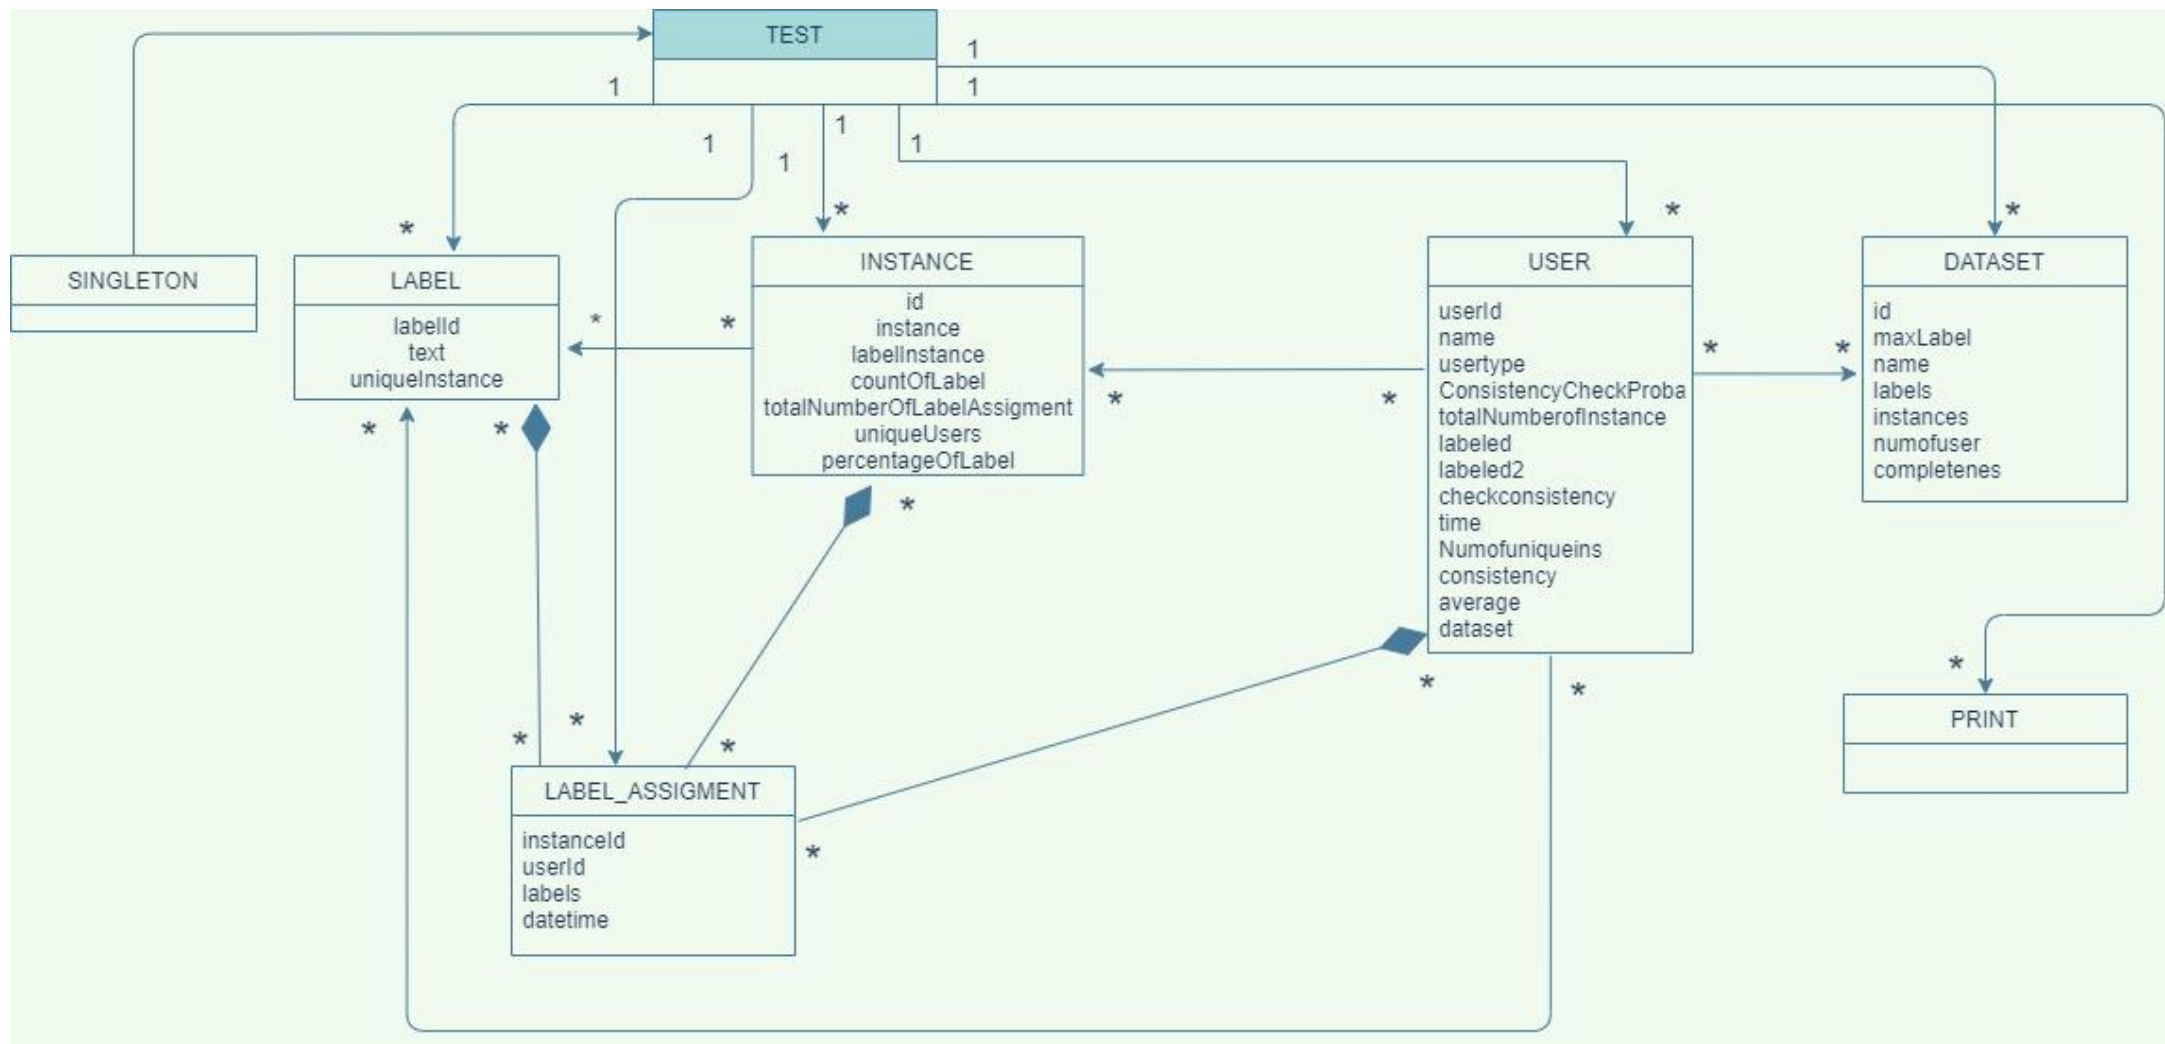 TEST
1
1
1
1
1
1
1
*
*
*
*
SINGLETON
LABEL
labelId
text
uniqueInstance
*
*
INSTANCE
id
instance
labelInstance
countOfLabel
totalNumberOfLabelAssigment
uniqueUsers
percentageOfLabel
*
*
USER
userId
name
usertype
ConsistencyCheckProba
totalNumberofInstance
labeled
labeled2
checkconsistency
time
Numofuniqueins
consistency
average
dataset
*
*
DATASET
id
maxLabel
name
labels
instances
numofuser
completenes
*
*
*
*
*
*
*
PRINT
*
*
*
LABEL_ASSIGMENT
instanceId
userId
labels
datetime
*